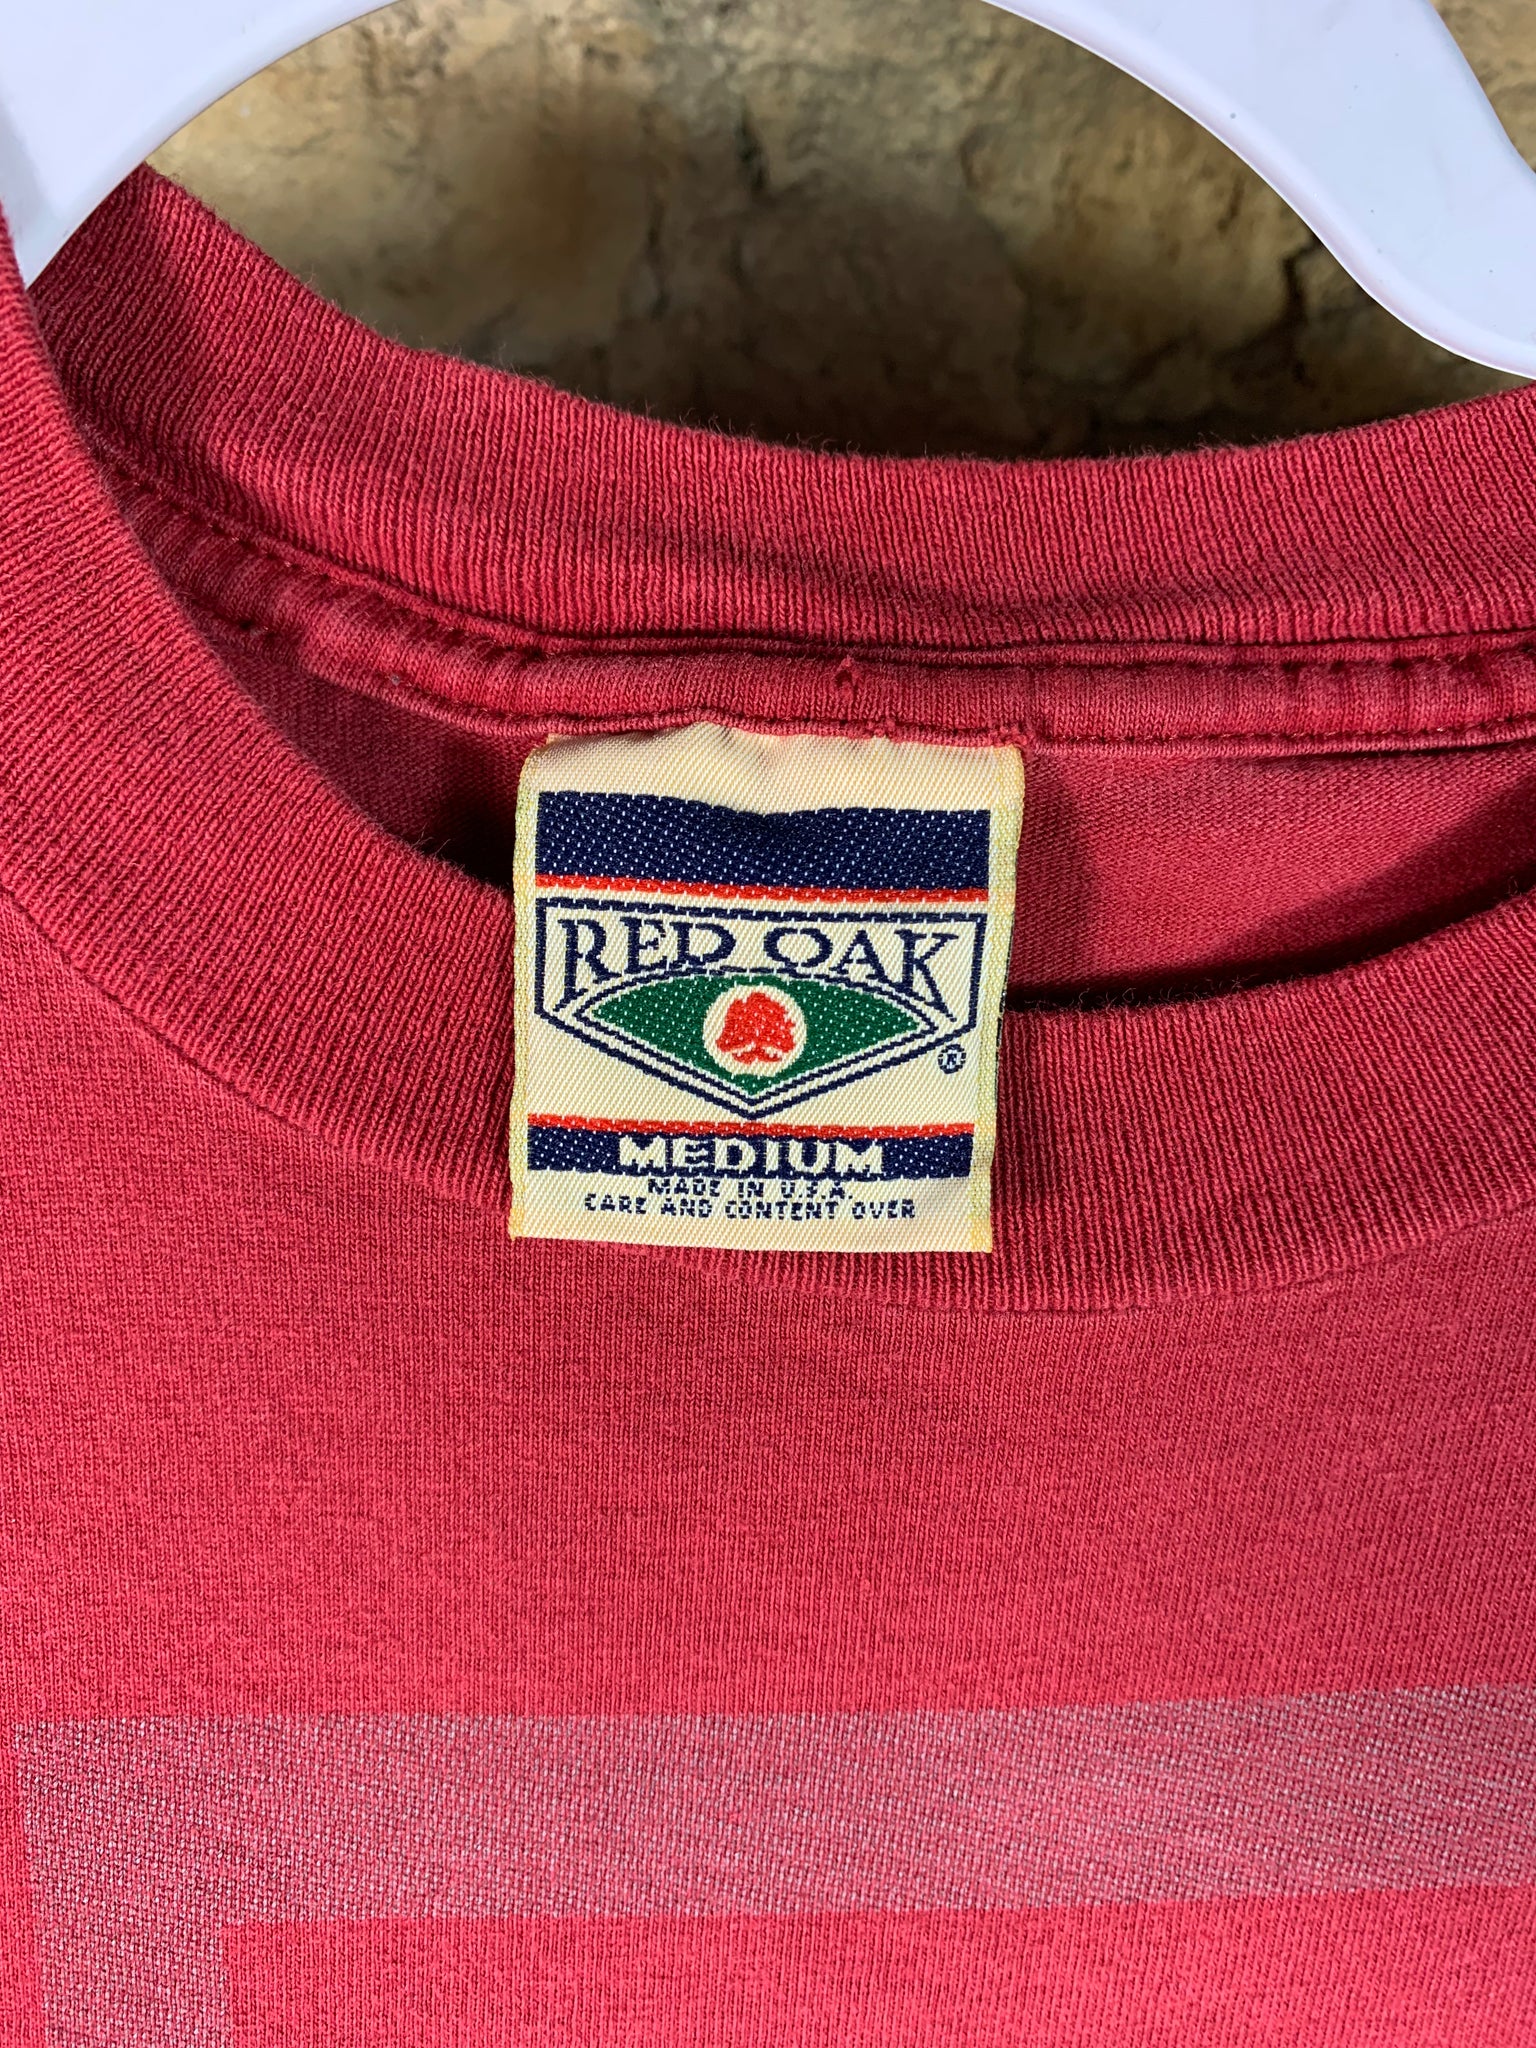 RED OAK
®
MEDIUM
MADE IN U.S.A.
CARE AND CONTENT OVER